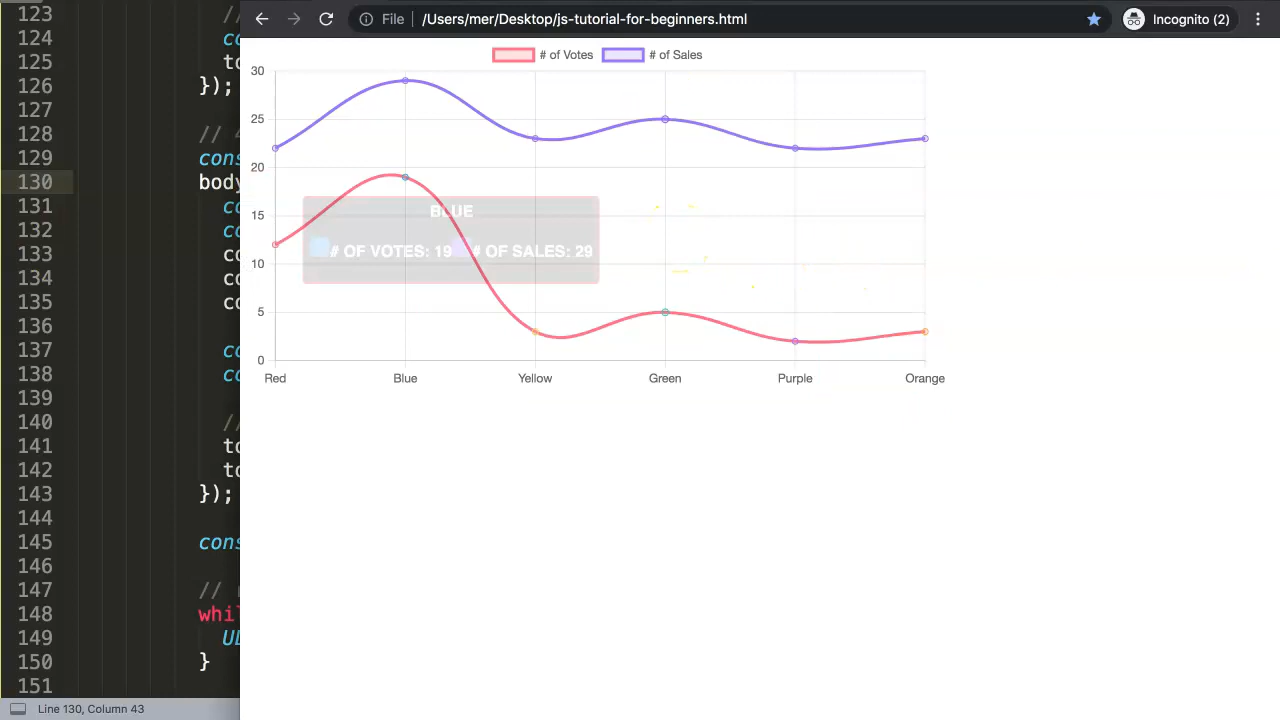 File
/Users/mer/Desktop/js-tutorial-for-beginners.html
Incognito (2)
# of Votes
# of Sales
30
25
20
15
10
5
0
BLUE
# OF VOTES: 19
# OF SALES: 29
Red
Blue
Yellow
Green
Purple
Orange
123 //
124 co
125 to
126 });
127
128 // 4
129 cons
130 body
131 co
132 co
133 co
134 co
135 co
136
137 co
138 co
139
140 //
141 to
142 to
143 });
144
145 cons
146
147 //
148 whi
149 UL
150 }
151
Line 130, Column 43